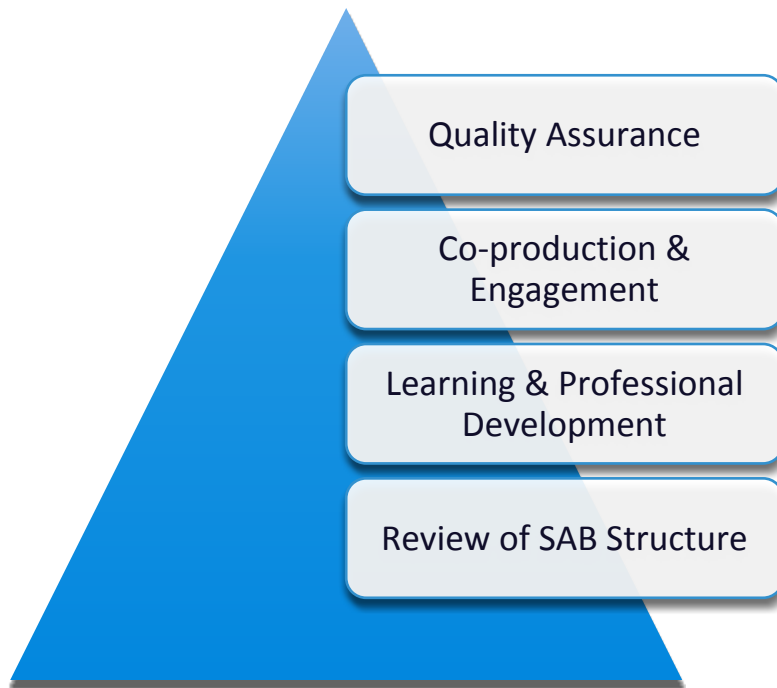 Quality Assurance
Co-production &
Engagement
Learning & Professional
Development
Review of SAB Structure